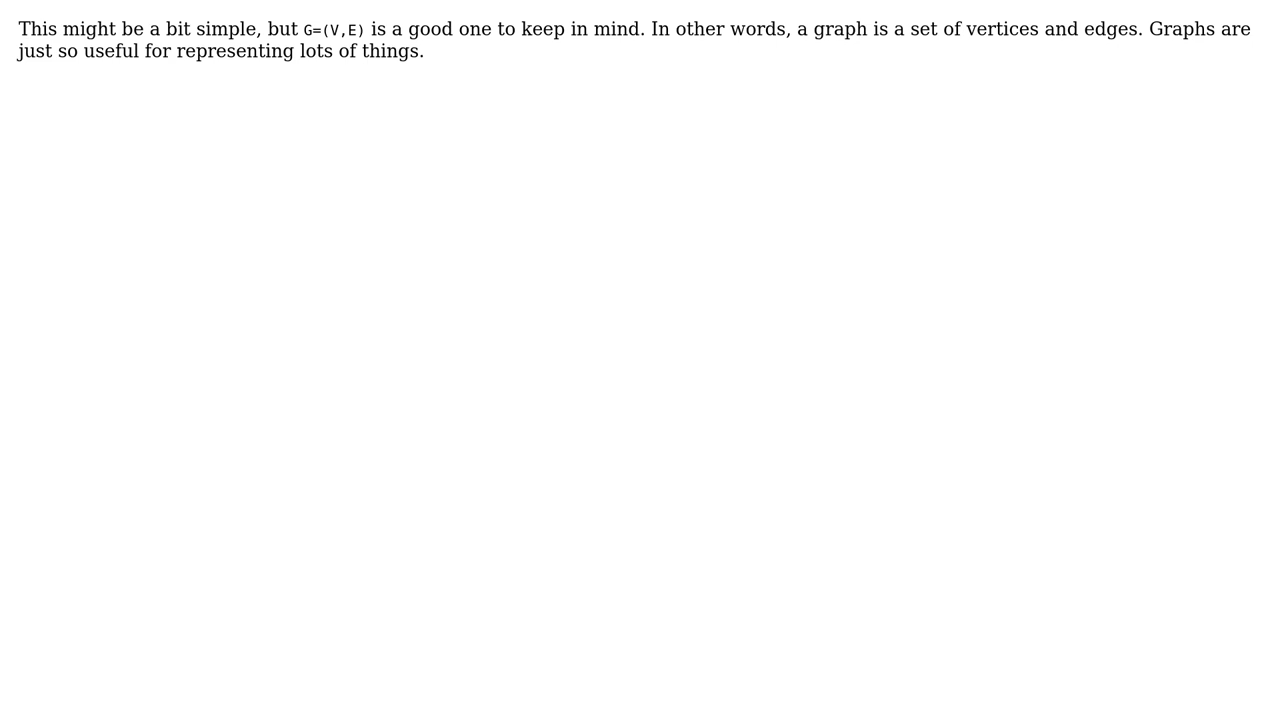 This might be a bit simple, but G=(V,E) is a good one to keep in mind. In other words, a graph is a set of vertices and edges. Graphs are
just so useful for representing lots of things.